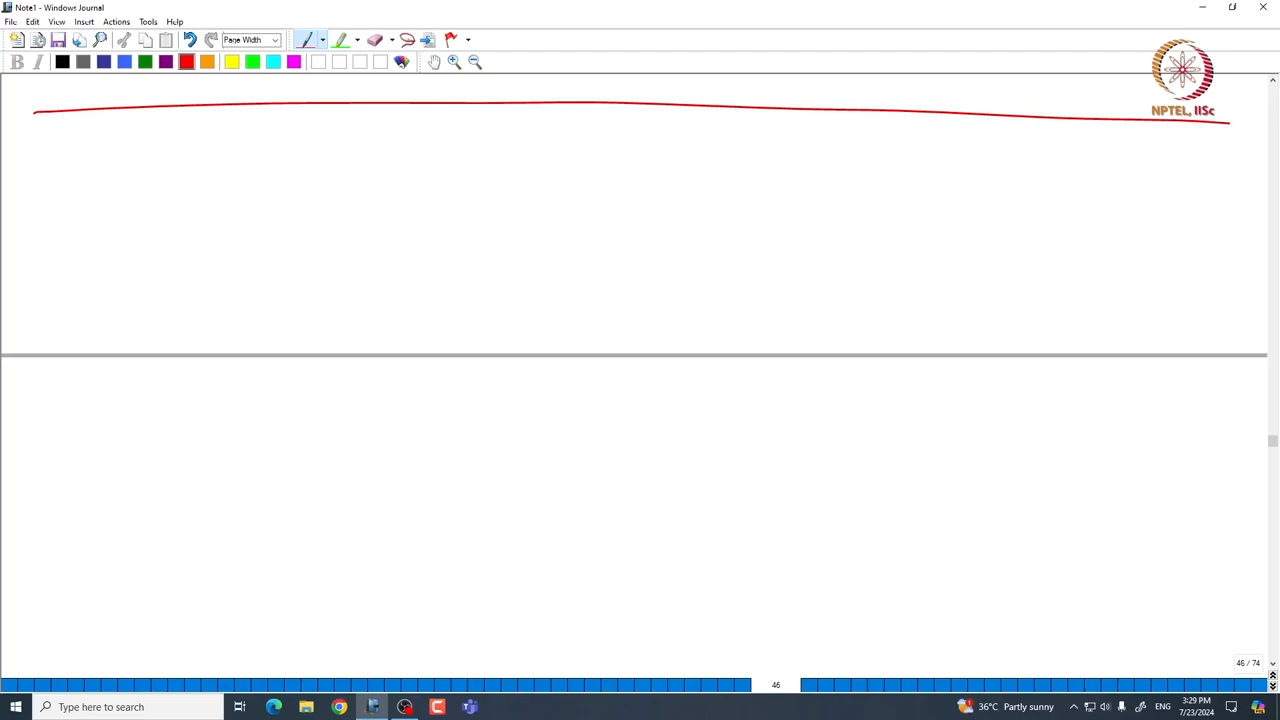 Note1 - Windows Journal
File Edit View Insert Actions Tools Help
Page Width
B I
NPTEL, IISc
46 / 74
46
Type here to search
36°C Partly sunny
ENG
3:29 PM
7/23/2024